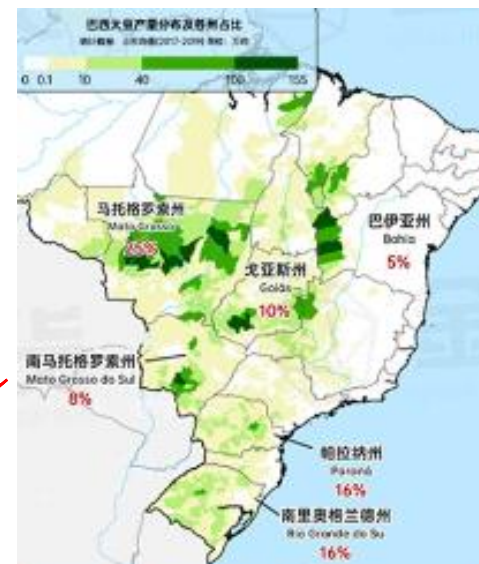 巴西大豆产量分布及各州占比
0 0.1 10 40 100 155
马托格罗索州
Mato Grosso
巴伊亚州
Bahia
5%
戈亚斯州
Goiás
10%
南马托格罗索州
Mato Grosso do Sul
8%
帕拉纳州
Paraná
16%
南里奥格兰德州
Rio Grande do Su
16%